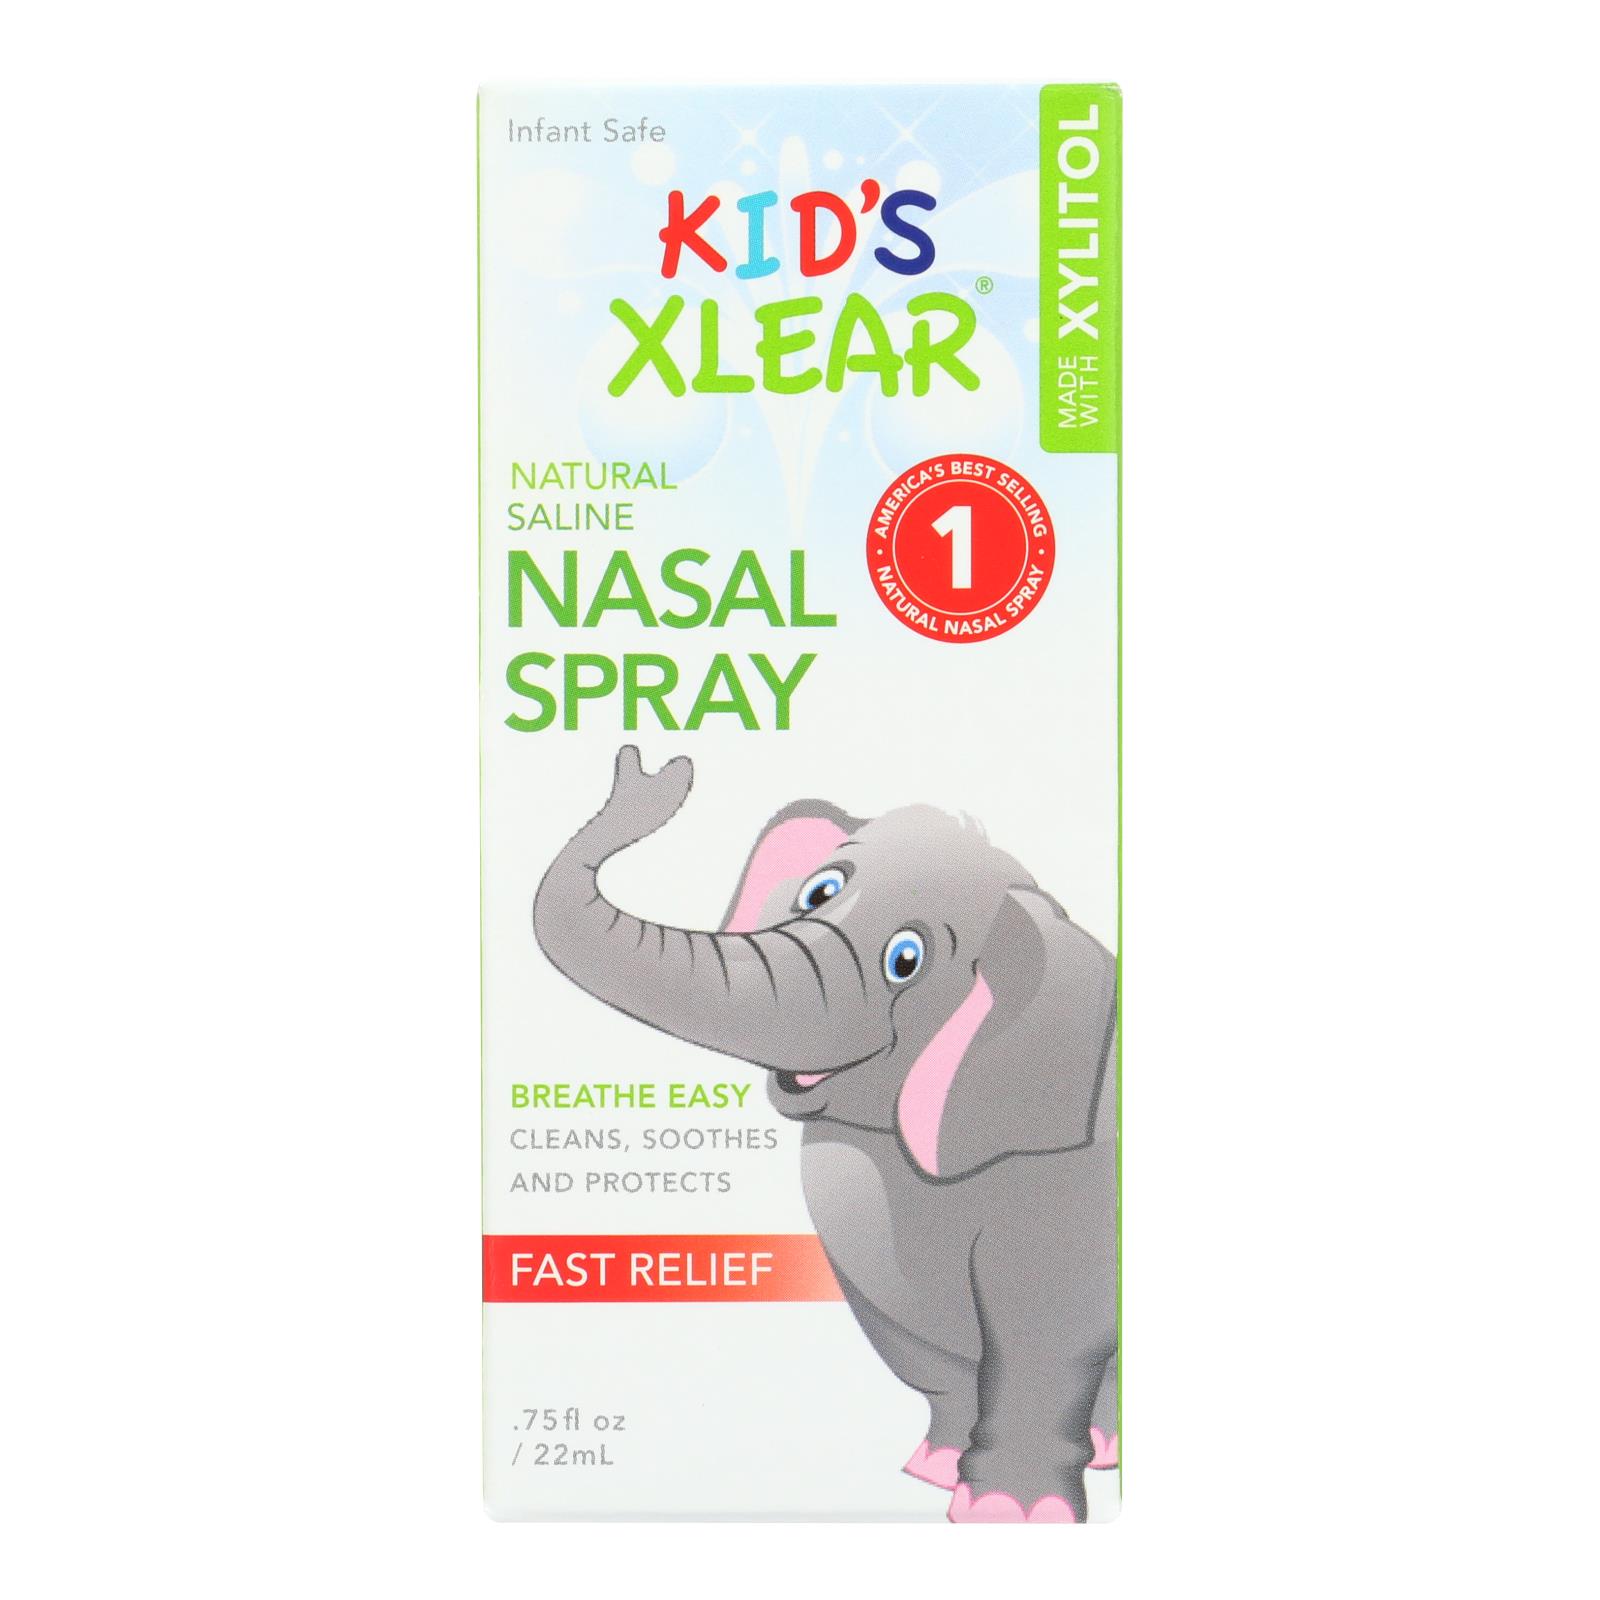 Infant Safe
MADE
WITH XYLITOL
KID'S
XLEAR®
NATURAL
SALINE
NASAL
SPRAY
AMERICA'S BEST SELLING
1
NATURAL NASAL SPRAY
BREATHE EASY
CLEANS, SOOTHES
AND PROTECTS
FAST RELIEF
.75fl oz
/ 22mL